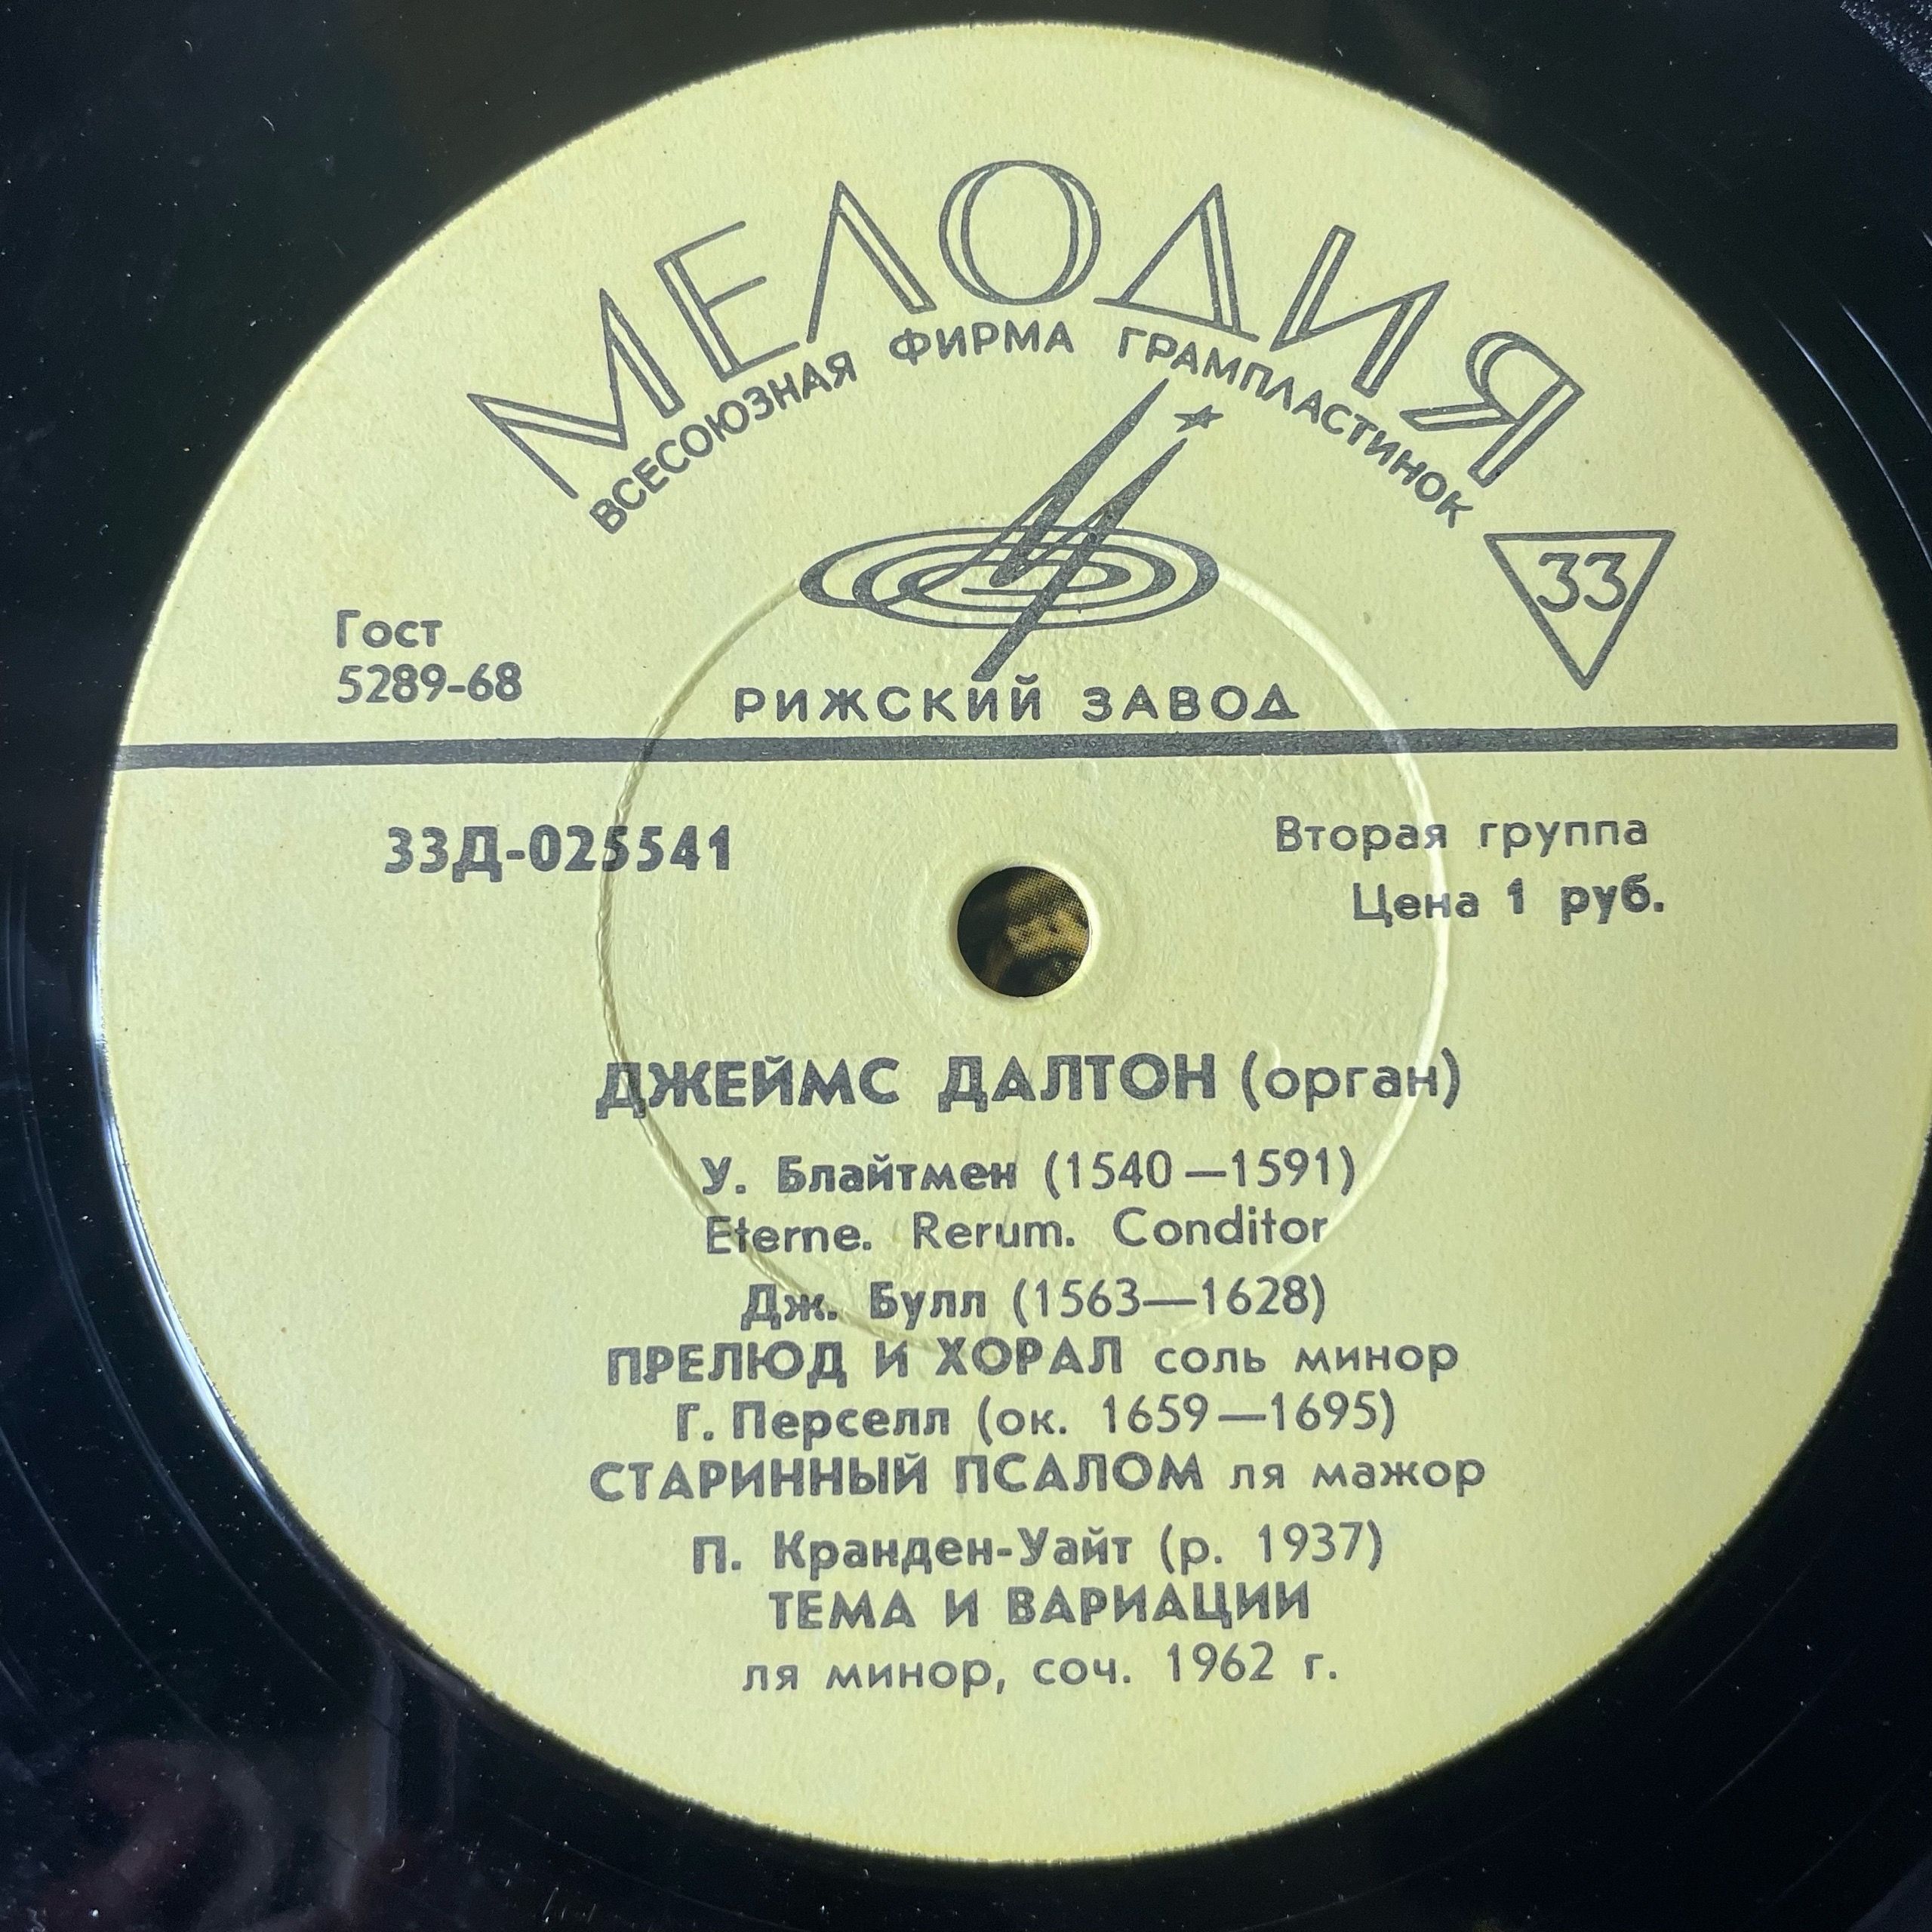 МЕЛОДИЯ
ВСЕСОЮЗНАЯ ФИРМА ГРАМПЛАСТИНОК
33
Гост
5289-68
РИЖСКИЙ ЗАВОД
33Д-025541
Вторая группа
Цена 1 руб.
ДЖЕЙМС ДАЛТОН (орган)
У. Блайтмен (1540—1591)
Eterne. Rerum. Conditor
Дж. Булл (1563—1628)
ПРЕЛЮД И ХОРАЛ соль минор
Г. Перселл (ок. 1659—1695)
СТАРИННЫЙ ПСАЛОМ ля мажор
П. Кранден-Уайт (р. 1937)
ТЕМА И ВАРИАЦИИ
ля минор, соч. 1962 г.